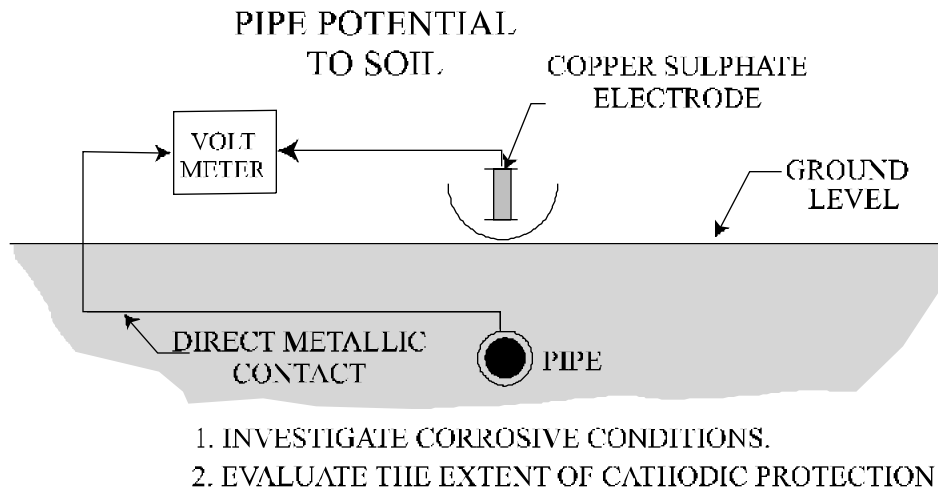 PIPE POTENTIAL
TO SOIL
COPPER SULPHATE
ELECTRODE
VOLT
METER
GROUND
LEVEL
DIRECT METALLIC
CONTACT
PIPE
1. INVESTIGATE CORROSIVE CONDITIONS.
2. EVALUATE THE EXTENT OF CATHODIC PROTECTION